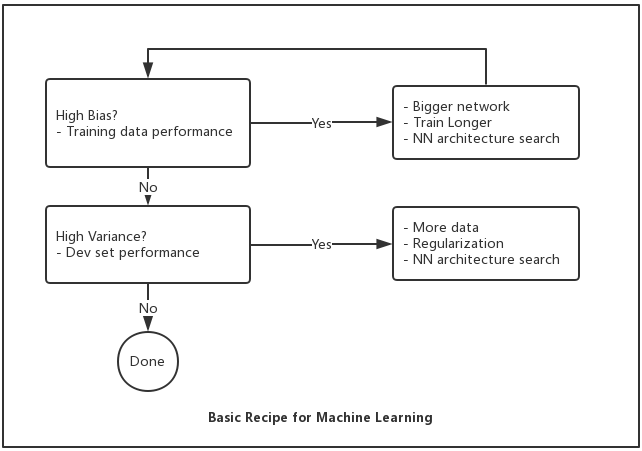 High Bias?
- Training data performance
Yes
- Bigger network
- Train Longer
- NN architecture search
No
High Variance?
- Dev set performance
Yes
- More data
- Regularization
- NN architecture search
No
Done
Basic Recipe for Machine Learning